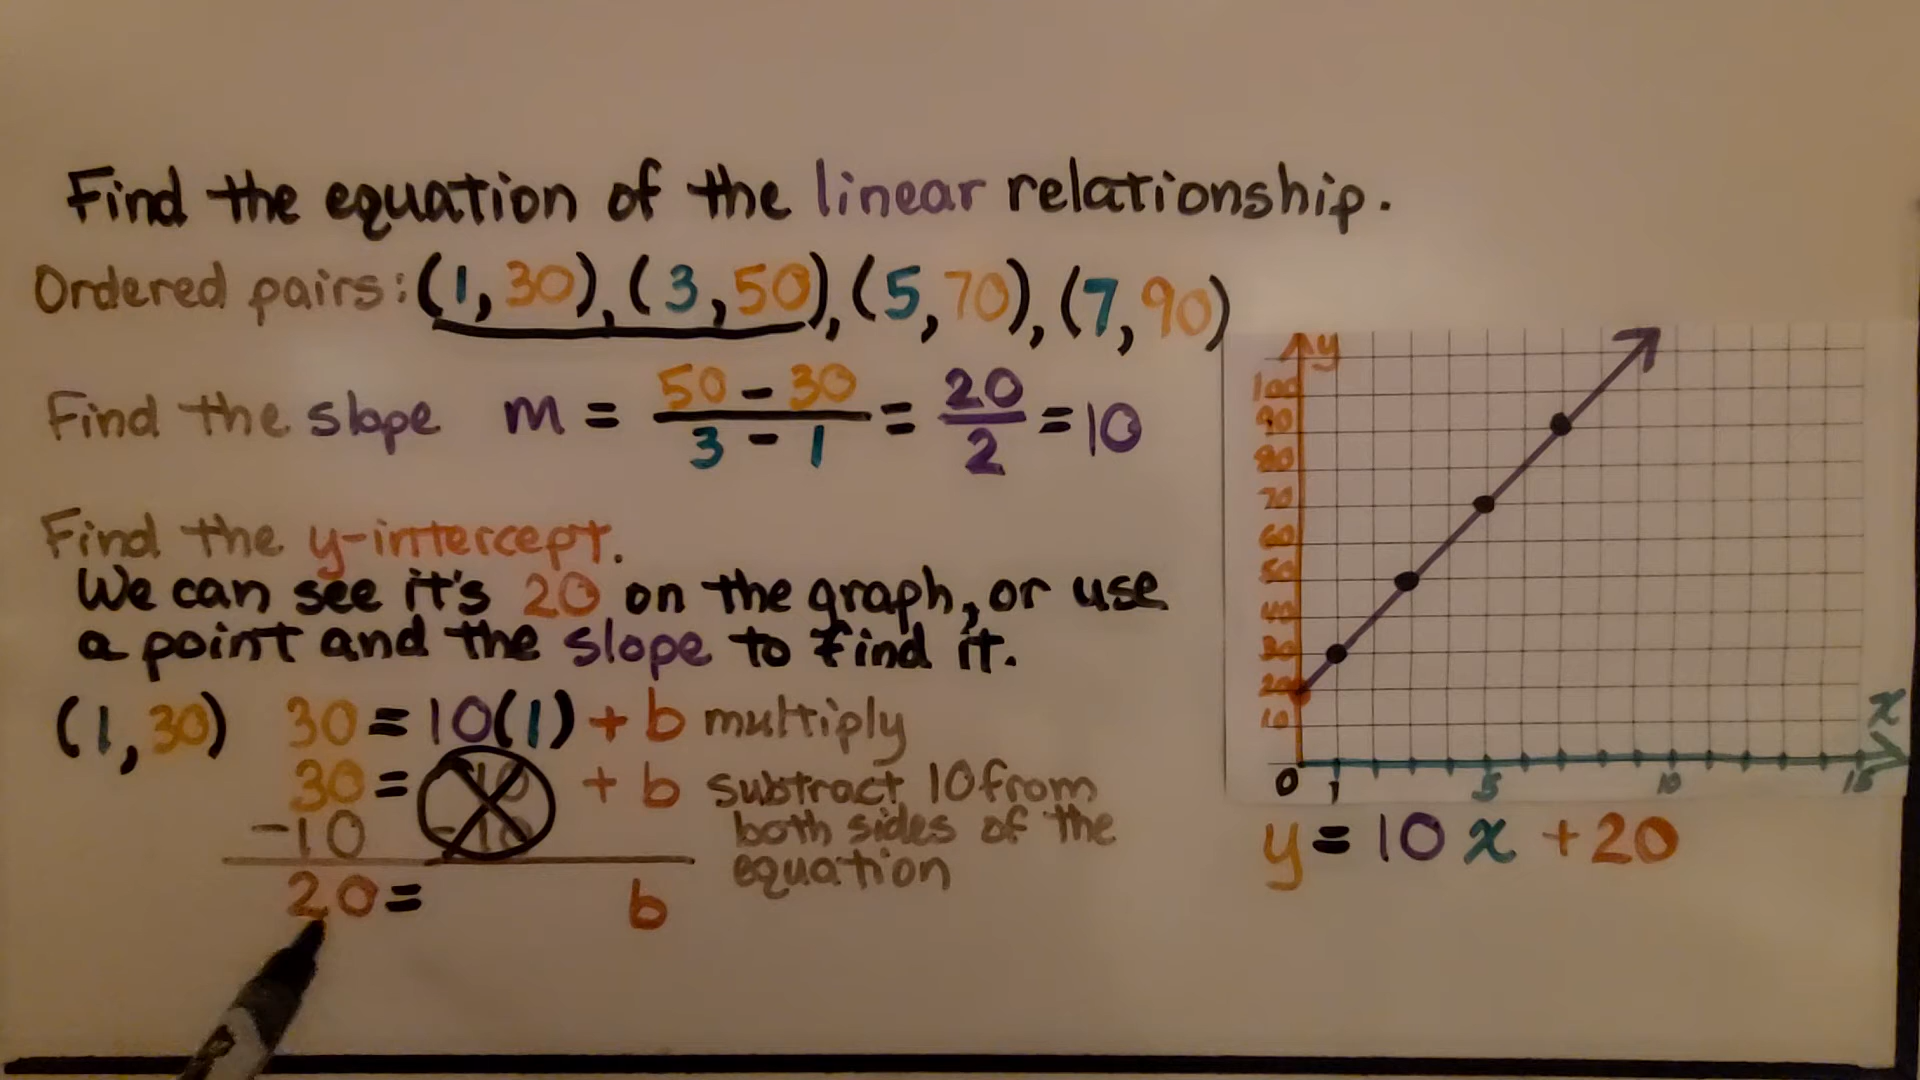 Find the equation of the linear relationship.
Ordered pairs: (1,30), (3,50), (5,70), (7,90)
Find the slope m = 50 - 30 / 3 - 1 = 20 / 2 = 10
Find the y-intercept.
We can see it's 20 on the graph, or use
a point and the slope to find it.
(1,30) 30 = 10(1) + b multiply
30 = 10 + b subtract 10 from
-10 -10 both sides of the
equation
20 = b
y
100
90
80
70
60
50
40
30
20
10
0 1 5 10 15
x
y = 10x + 20